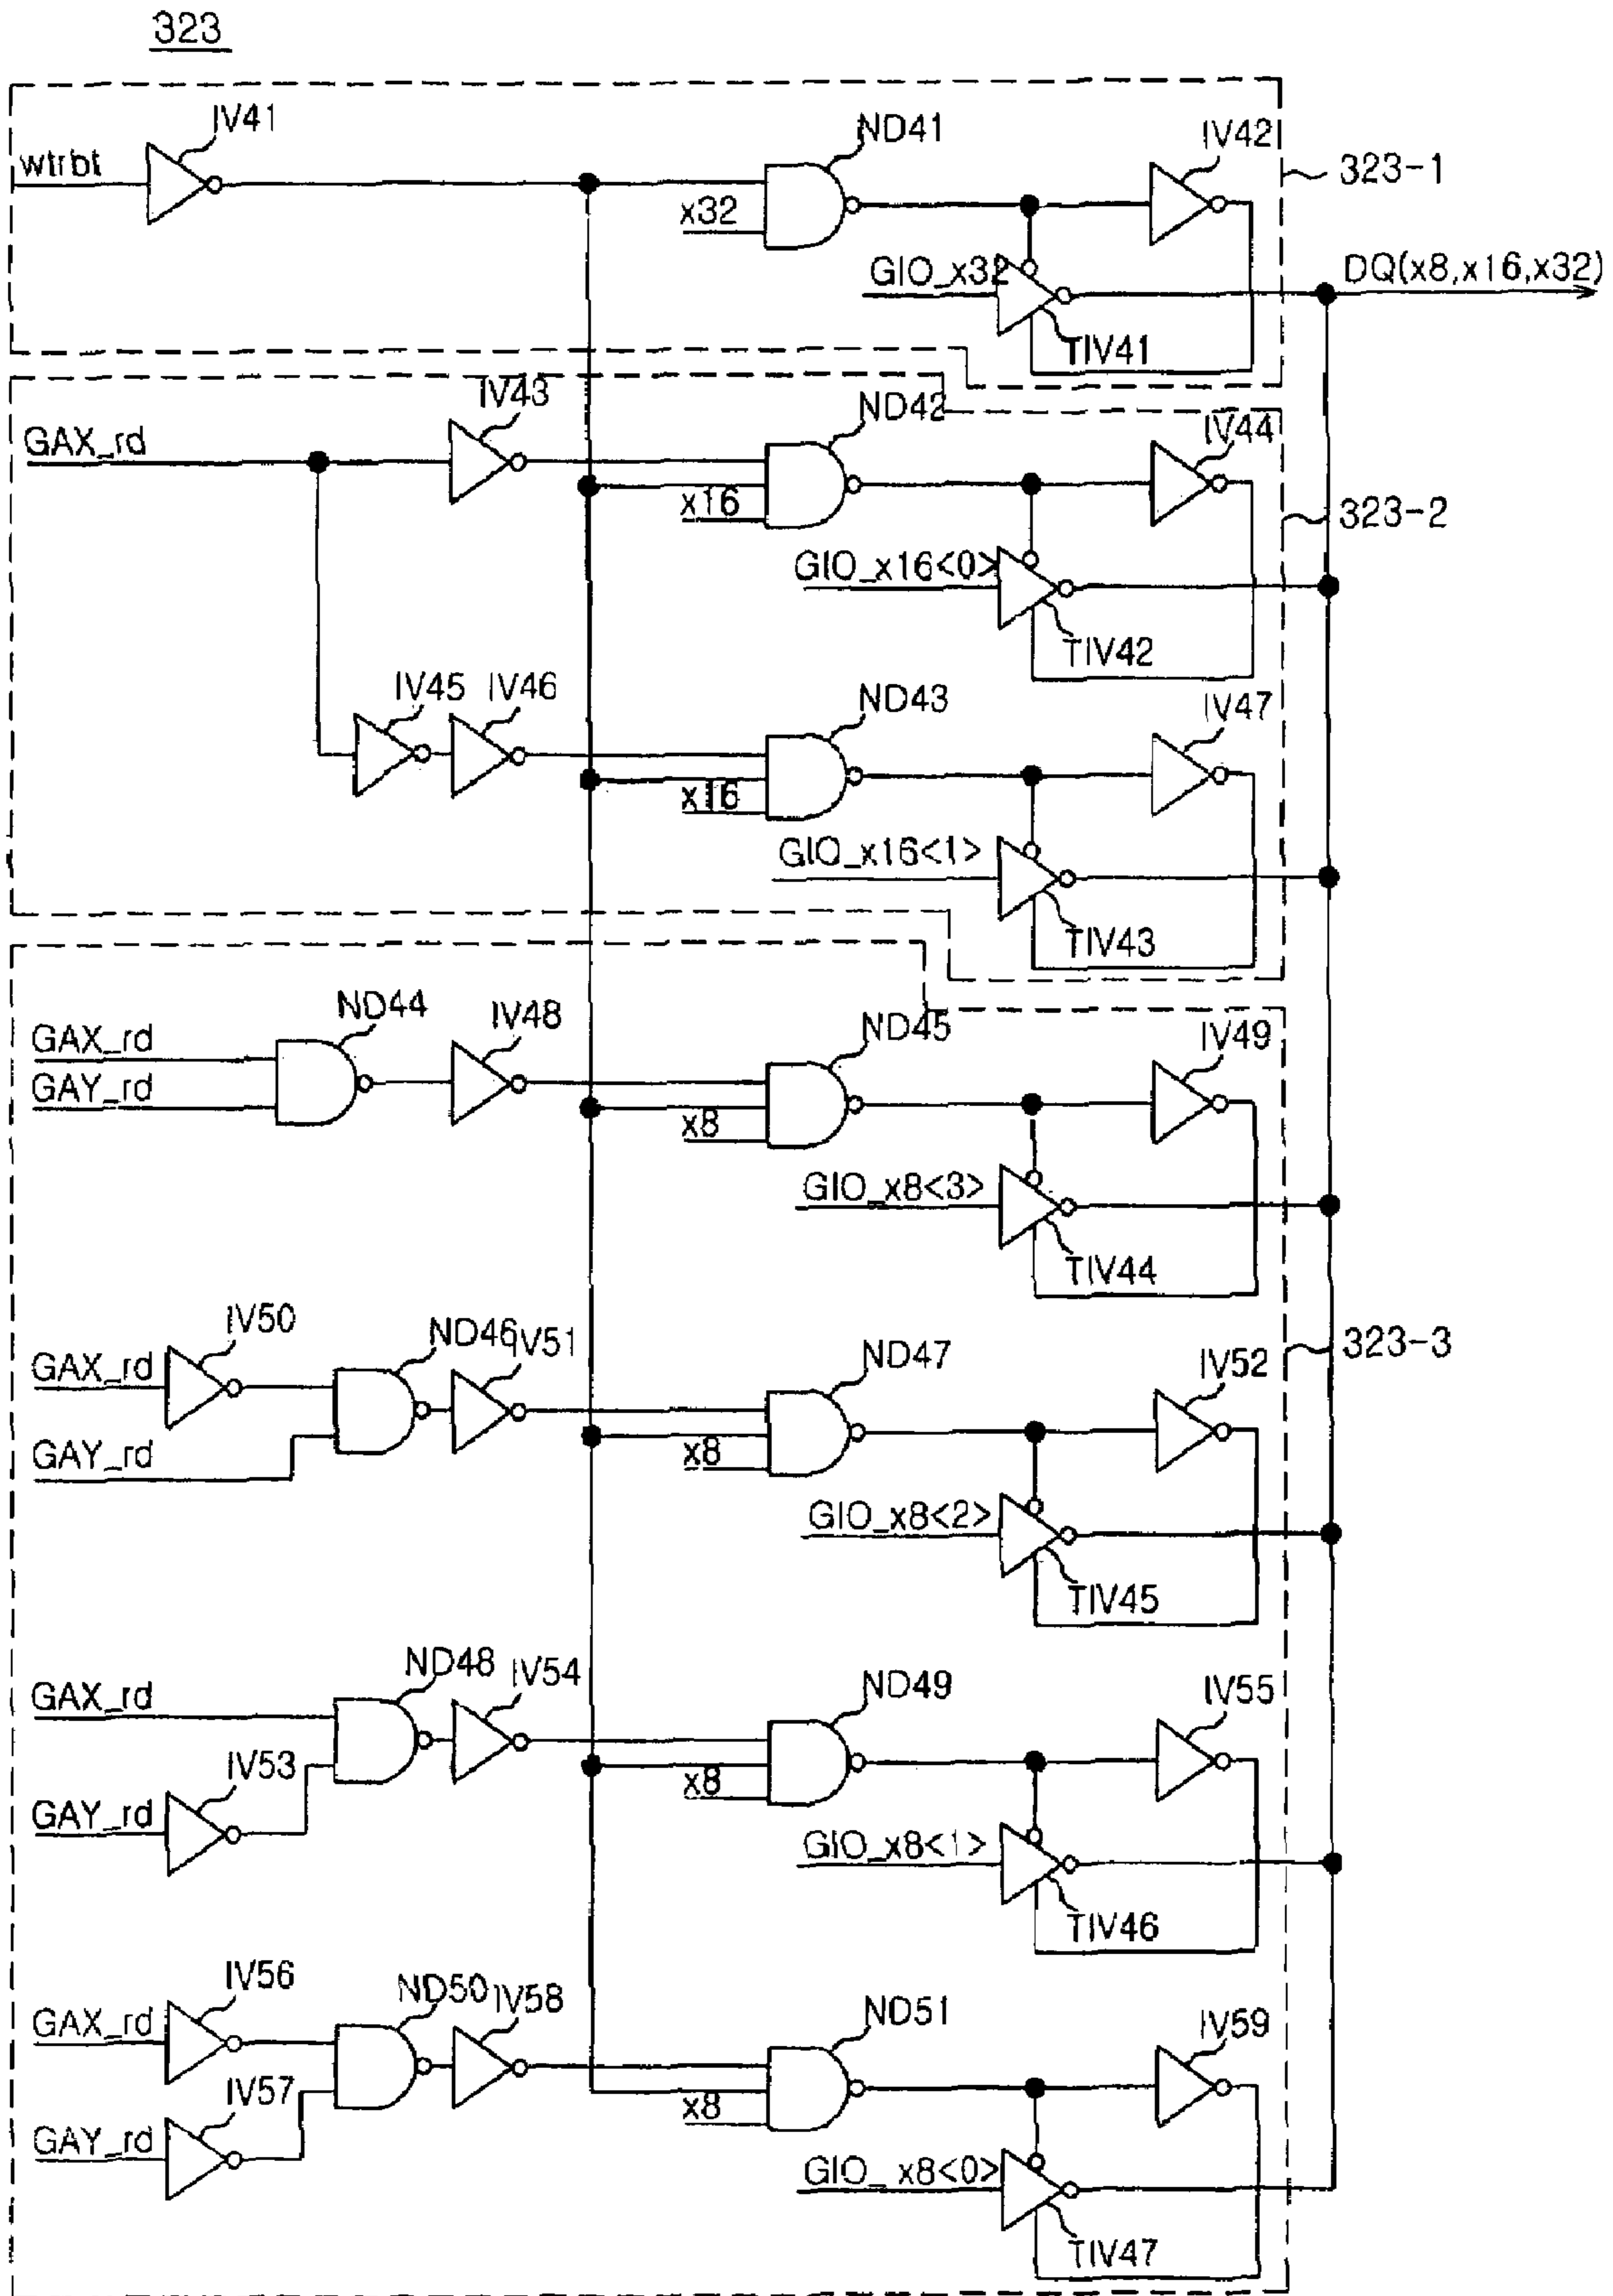 323
IV41
ND41
IV42
wtrbt
323-1
x32
GIO_x32
DQ(x8,x16,x32)
TIV41
IV43
ND42
IV44
GAX_rd
x16
323-2
GIO_x16<0>
TIV42
IV45
IV46
ND43
IV47
x16
GIO_x16<1>
TIV43
ND44
IV48
ND45
IV49
GAX_rd
GAY_rd
x8
GIO_x8<3>
TIV44
IV50
ND46
IV51
ND47
IV52
323-3
GAX_rd
GAY_rd
x8
GIO_x8<2>
TIV45
ND48
IV54
ND49
IV55
GAX_rd
IV53
x8
GAY_rd
GIO_x8<1>
TIV46
IV56
ND50
IV58
ND51
IV59
GAX_rd
IV57
x8
GAY_rd
GIO_x8<0>
TIV47